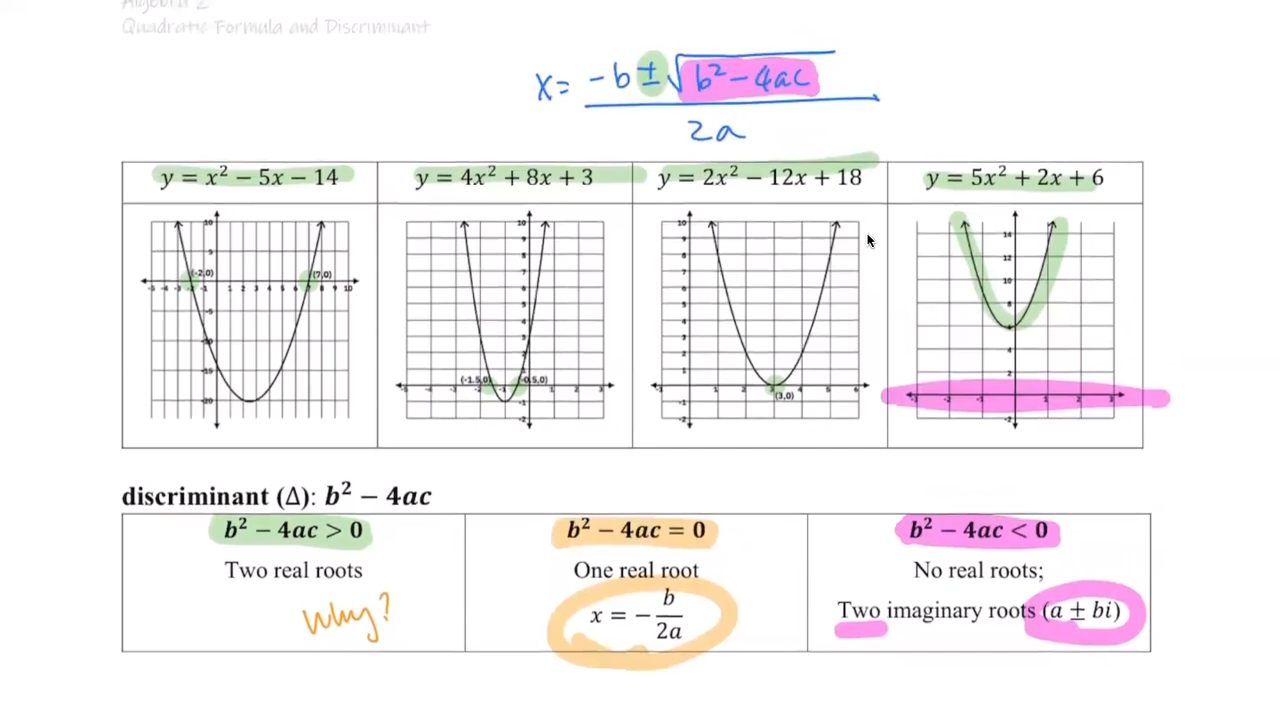 Algebra 2
Quadratic Formula and Discriminant
x = -b ± √b² - 4ac / 2a
y = x² − 5x − 14
y = 4x² + 8x + 3
y = 2x² − 12x + 18
y = 5x² + 2x + 6
(-2,0)
(7,0)
(-1.5,0)
(-0.5,0)
(3,0)
discriminant (Δ): b² − 4ac
b² − 4ac > 0
Two real roots
Why?
b² − 4ac = 0
One real root
x = − b / 2a
b² − 4ac < 0
No real roots;
Two imaginary roots (a ± bi)